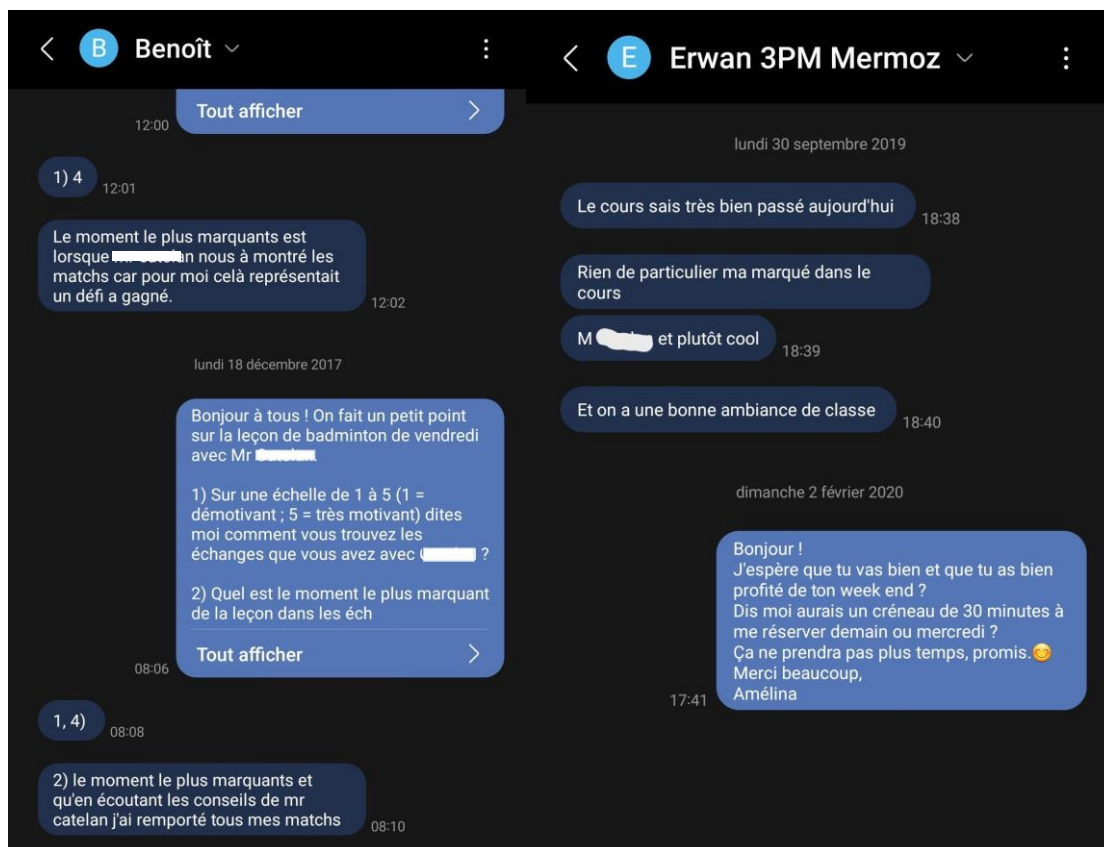 B Benoît
Tout afficher
12:00
1) 4
12:01
Le moment le plus marquants est
lorsque nous à montré les
matchs car pour moi celà représentait
un défi a gagné.
12:02
lundi 18 décembre 2017
Bonjour à tous ! On fait un petit point
sur la leçon de badminton de vendredi
avec Mr
1) Sur une échelle de 1 à 5 (1 =
démotivant ; 5 = très motivant) dites
moi comment vous trouvez les
échanges que vous avez avec ?
2) Quel est le moment le plus marquant
de la leçon dans les éch
Tout afficher
08:06
1, 4)
08:08
2) le moment le plus marquants et
qu'en écoutant les conseils de mr
catelan j'ai remporté tous mes matchs
08:10
E Erwan 3PM Mermoz
lundi 30 septembre 2019
Le cours sais très bien passé aujourd'hui
18:38
Rien de particulier ma marqué dans le
cours
M et plutôt cool
18:39
Et on a une bonne ambiance de classe
18:40
dimanche 2 février 2020
Bonjour !
J'espère que tu vas bien et que tu as bien
profité de ton week end ?
Dis moi aurais un créneau de 30 minutes à
me réserver demain ou mercredi ?
Ça ne prendra pas plus temps, promis.😊
Merci beaucoup,
Amélina
17:41